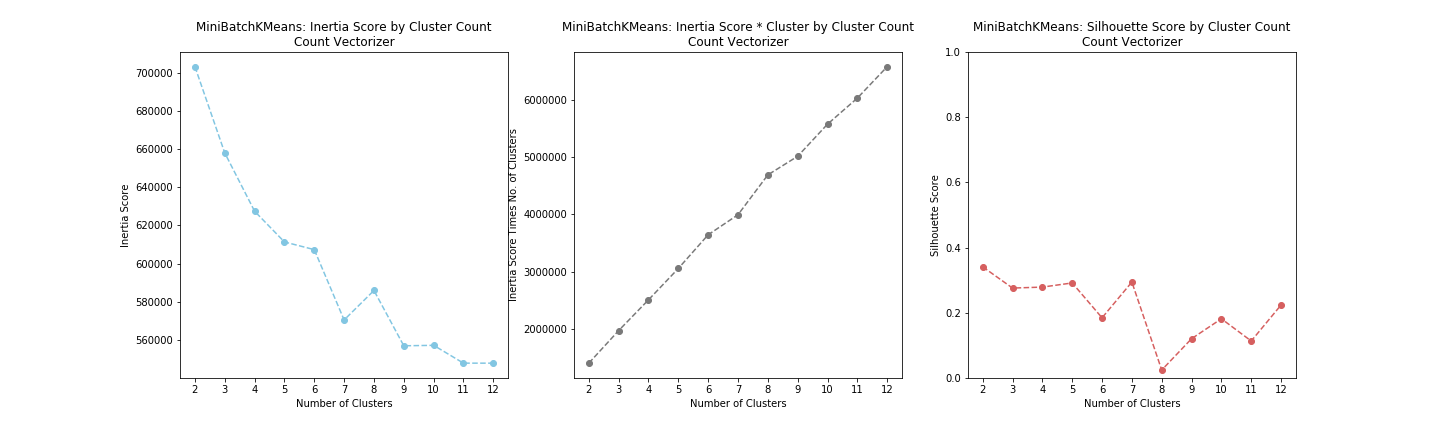 MiniBatchKMeans: Inertia Score by Cluster Count
Count Vectorizer
700000
680000
660000
640000
620000
600000
580000
560000
Inertia Score
2 3 4 5 6 7 8 9 10 11 12
Number of Clusters
MiniBatchKMeans: Inertia Score * Cluster by Cluster Count
Count Vectorizer
6000000
5000000
4000000
3000000
2000000
Inertia Score Times No. of Clusters
2 3 4 5 6 7 8 9 10 11 12
Number of Clusters
MiniBatchKMeans: Silhouette Score by Cluster Count
Count Vectorizer
1.0
0.8
0.6
0.4
0.2
0.0
Silhouette Score
2 3 4 5 6 7 8 9 10 11 12
Number of Clusters